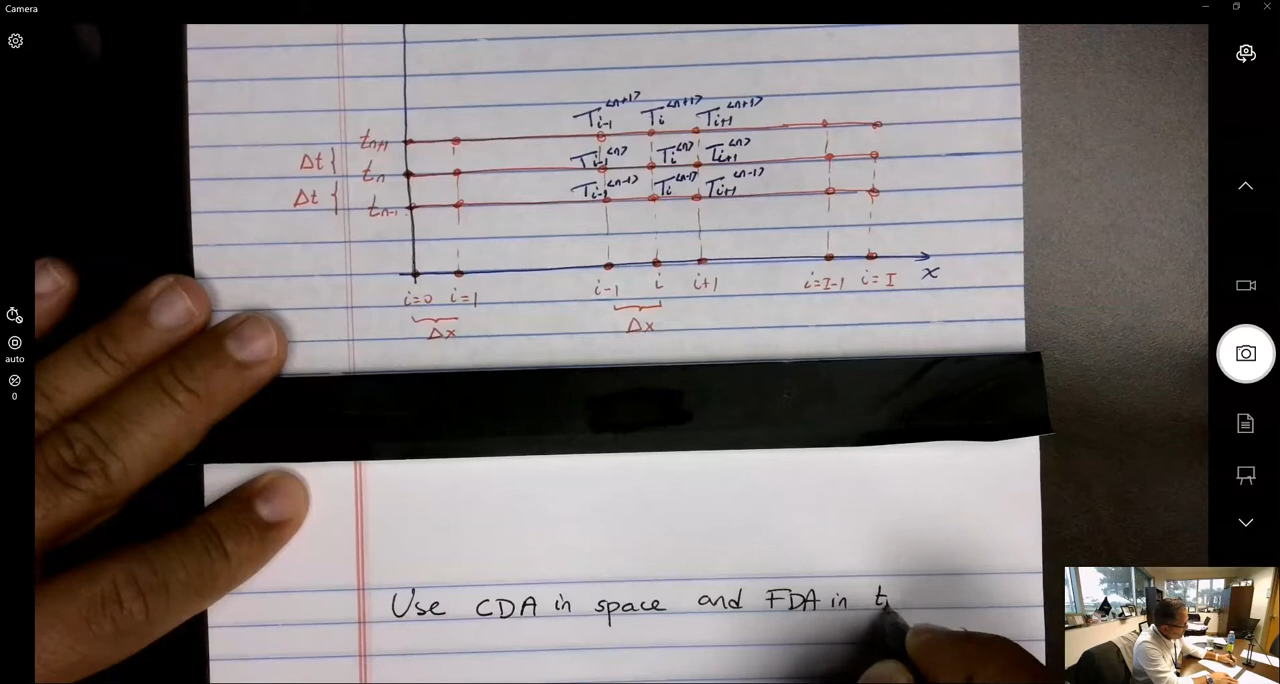 Camera
T_{i-1}^{<n+1>} T_i^{<n+1>} T_{i+1}^{<n+1>}
t_{n+1}
Δt
T_{i-1}^{<n>} T_i^{<n>} T_{i+1}^{<n>}
t_n
Δt
T_{i-1}^{<n-1>} T_i^{<n-1>} T_{i+1}^{<n-1>}
t_{n-1}
i=0 i=1 i-1 i i+1 i=I-1 i=I x
Δx Δx
auto
0
Use CDA in space and FDA in